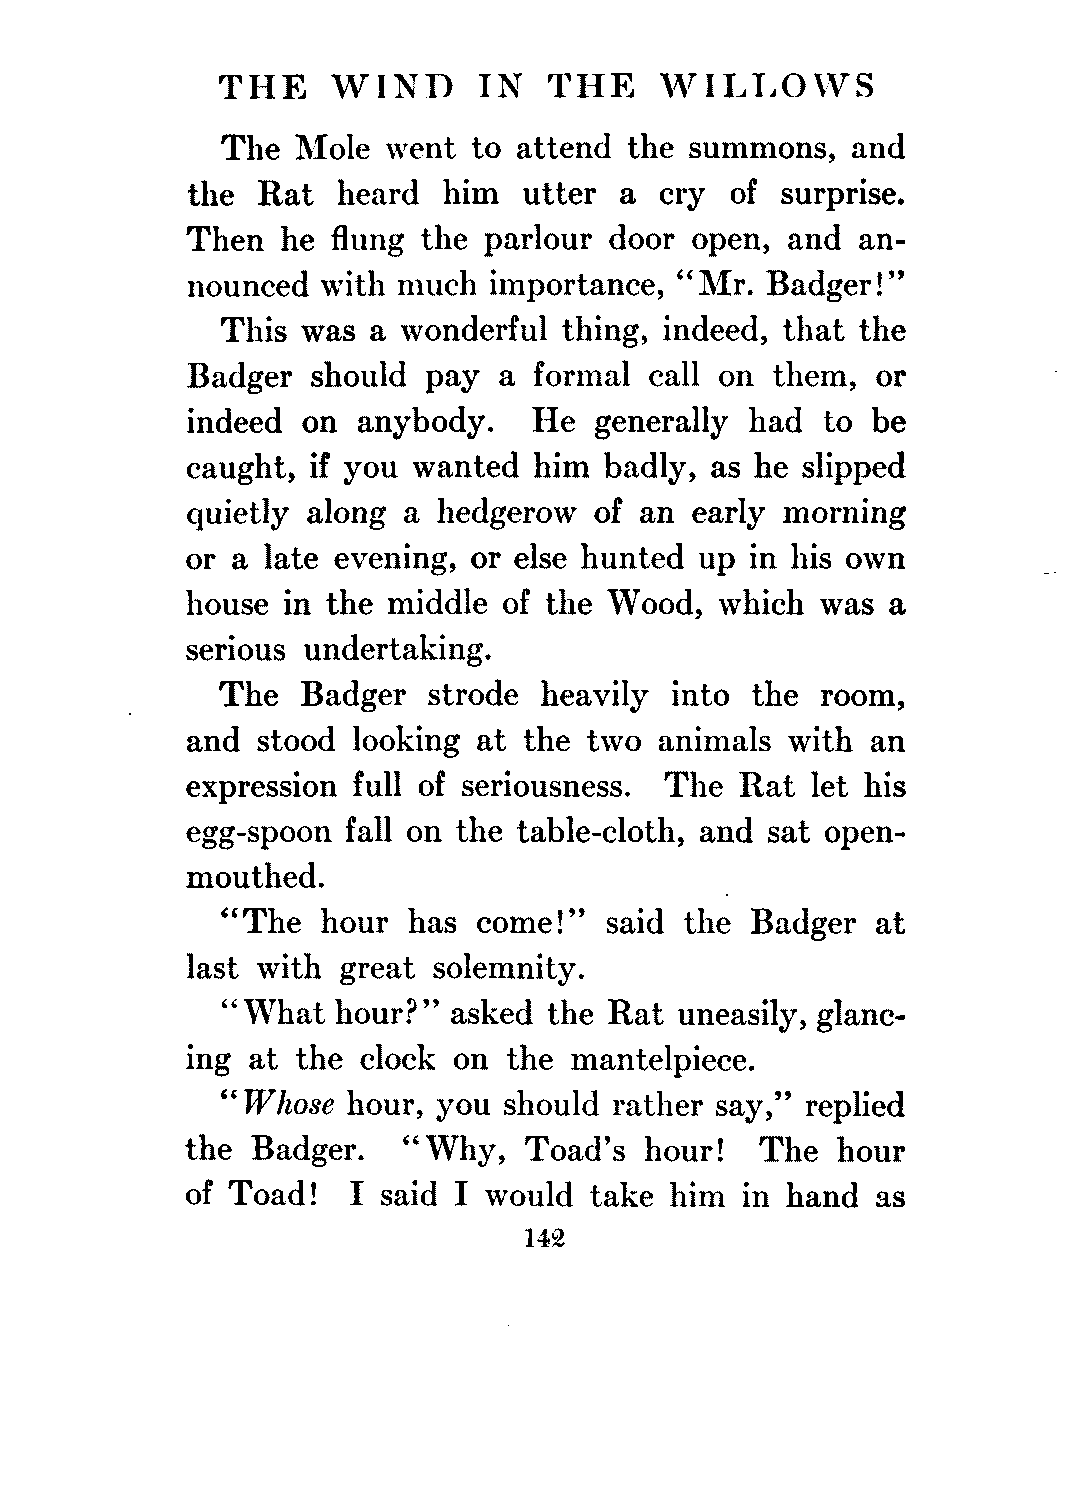 THE WIND IN THE WILLOWS
The Mole went to attend the summons, and
the Rat heard him utter a cry of surprise.
Then he flung the parlour door open, and an-
nounced with much importance, “Mr. Badger!”
This was a wonderful thing, indeed, that the
Badger should pay a formal call on them, or
indeed on anybody. He generally had to be
caught, if you wanted him badly, as he slipped
quietly along a hedgerow of an early morning
or a late evening, or else hunted up in his own
house in the middle of the Wood, which was a
serious undertaking.
The Badger strode heavily into the room,
and stood looking at the two animals with an
expression full of seriousness. The Rat let his
egg-spoon fall on the table-cloth, and sat open-
mouthed.
“The hour has come!” said the Badger at
last with great solemnity.
“What hour?” asked the Rat uneasily, glanc-
ing at the clock on the mantelpiece.
“Whose hour, you should rather say,” replied
the Badger. “Why, Toad’s hour! The hour
of Toad! I said I would take him in hand as
142